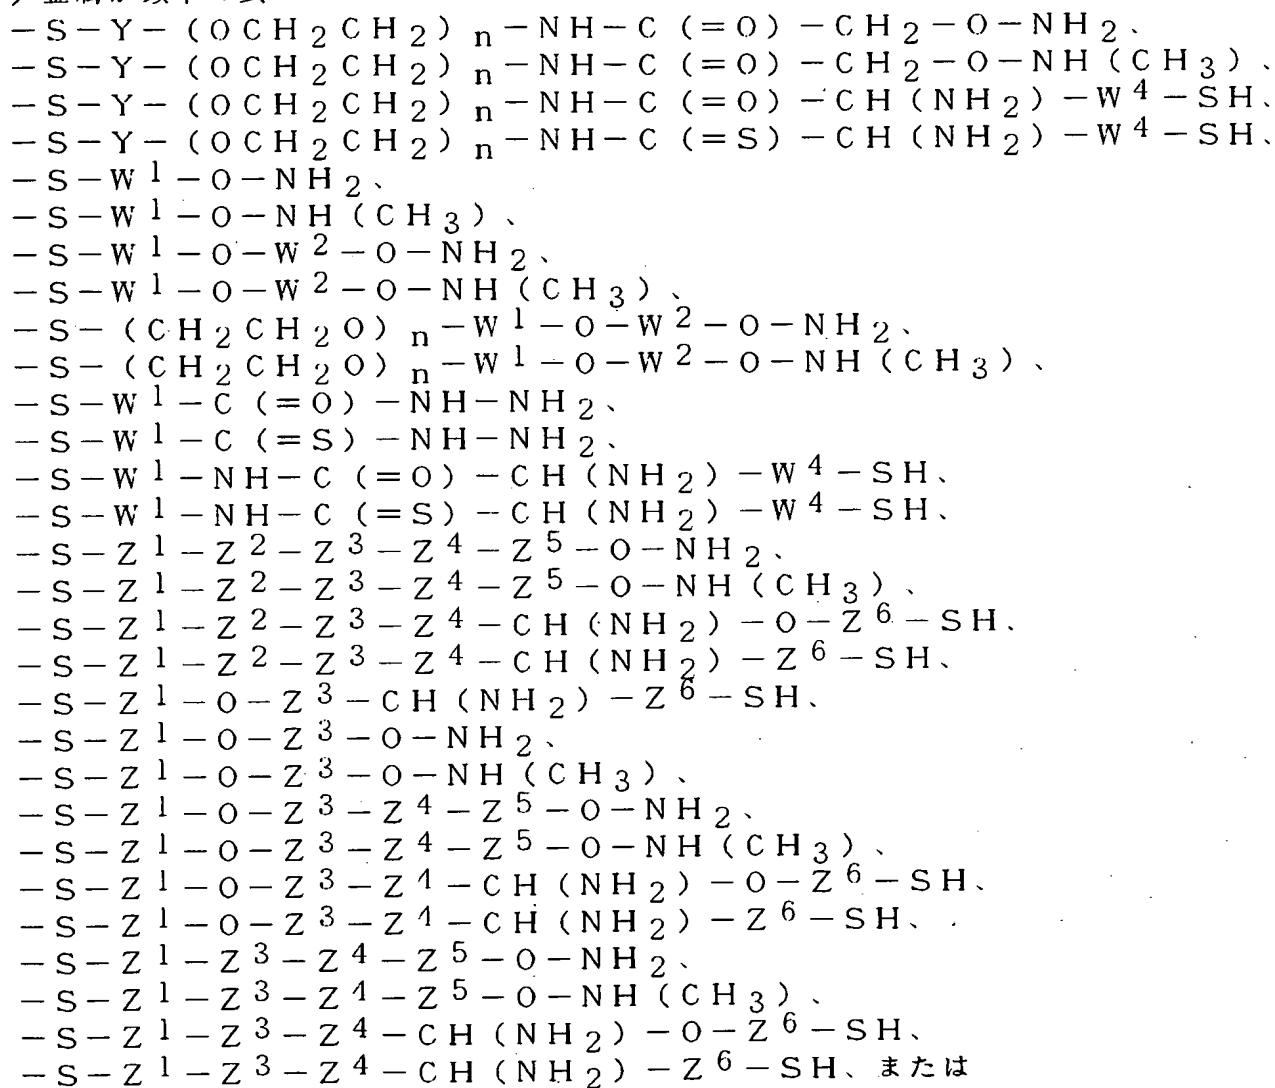 －S－Y－(OCH2CH2)n－NH－C(=O)－CH2－O－NH2、
－S－Y－(OCH2CH2)n－NH－C(=O)－CH2－O－NH(CH3)、
－S－Y－(OCH2CH2)n－NH－C(=O)－CH(NH2)－W4－SH、
－S－Y－(OCH2CH2)n－NH－C(=S)－CH(NH2)－W4－SH、
－S－W1－O－NH2、
－S－W1－O－NH(CH3)、
－S－W1－O－W2－O－NH2、
－S－W1－O－W2－O－NH(CH3)、
－S－(CH2CH2O)n－W1－O－W2－O－NH2、
－S－(CH2CH2O)n－W1－O－W2－O－NH(CH3)、
－S－W1－C(=O)－NH－NH2、
－S－W1－C(=S)－NH－NH2、
－S－W1－NH－C(=O)－CH(NH2)－W4－SH、
－S－W1－NH－C(=S)－CH(NH2)－W4－SH、
－S－Z1－Z2－Z3－Z4－Z5－O－NH2、
－S－Z1－Z2－Z3－Z4－Z5－O－NH(CH3)、
－S－Z1－Z2－Z3－Z4－CH(NH2)－O－Z6－SH、
－S－Z1－Z2－Z3－Z4－CH(NH2)－Z6－SH、
－S－Z1－O－Z3－CH(NH2)－Z6－SH、
－S－Z1－O－Z3－O－NH2、
－S－Z1－O－Z3－O－NH(CH3)、
－S－Z1－O－Z3－Z4－Z5－O－NH2、
－S－Z1－O－Z3－Z4－Z5－O－NH(CH3)、
－S－Z1－O－Z3－Z4－CH(NH2)－O－Z6－SH、
－S－Z1－O－Z3－Z4－CH(NH2)－Z6－SH、
－S－Z1－Z3－Z4－Z5－O－NH2、
－S－Z1－Z3－Z4－Z5－O－NH(CH3)、
－S－Z1－Z3－Z4－CH(NH2)－O－Z6－SH、
－S－Z1－Z3－Z4－CH(NH2)－Z6－SH、または